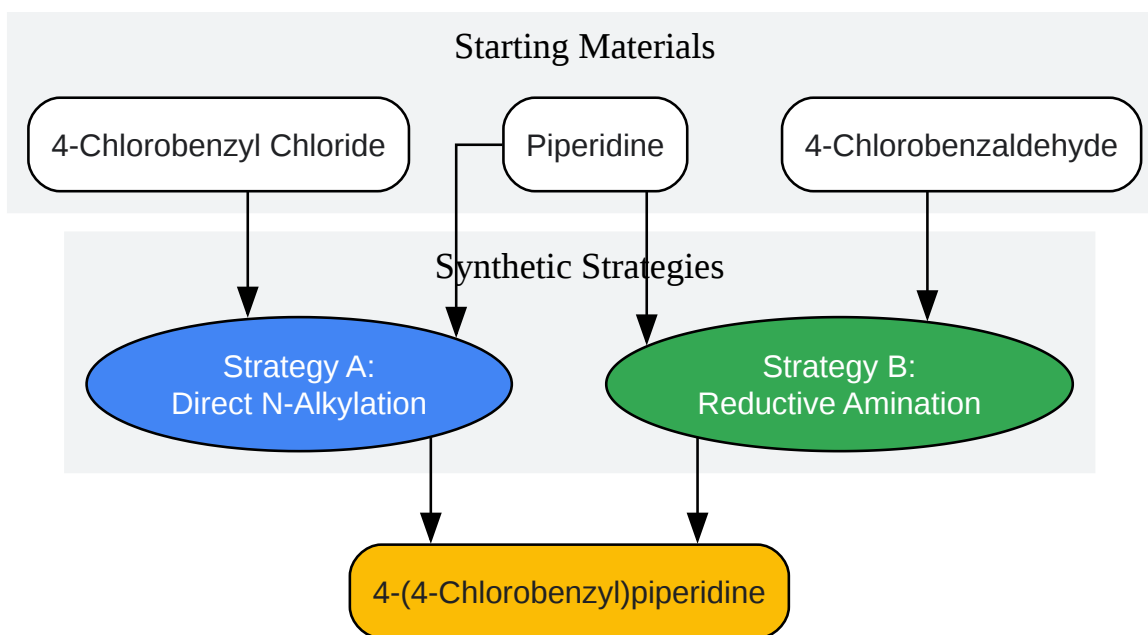 Starting Materials
4-Chlorobenzyl Chloride
Piperidine
4-Chlorobenzaldehyde
Synthetic Strategies
Strategy A:
Direct N-Alkylation
Strategy B:
Reductive Amination
4-(4-Chlorobenzyl)piperidine